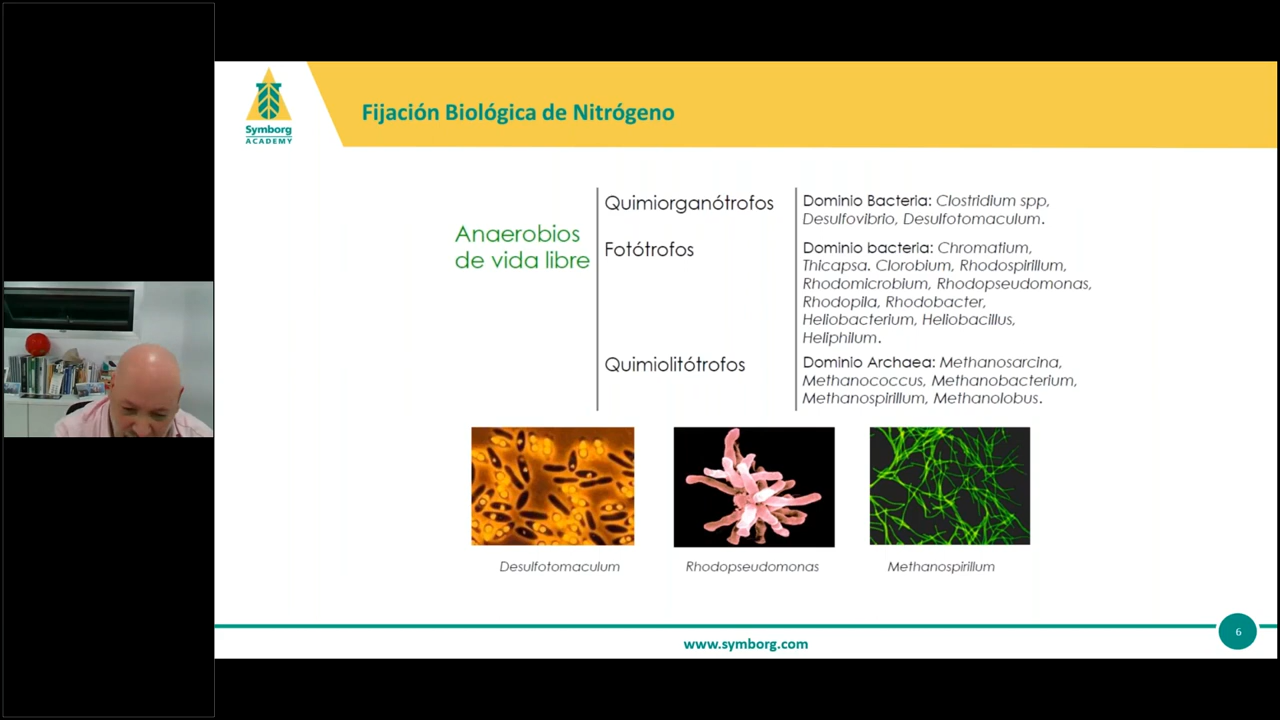 Symborg
ACADEMY
Fijación Biológica de Nitrógeno
Anaerobios
de vida libre
Quimiorganótrofos
Dominio Bacteria: Clostridium spp,
Desulfovibrio, Desulfotomaculum.
Fotótrofos
Dominio bacteria: Chromatium,
Thicapsa. Clorobium, Rhodospirillum,
Rhodomicrobium, Rhodopseudomonas,
Rhodopila, Rhodobacter,
Heliobacterium, Heliobacillus,
Heliphilum.
Quimiolitótrofos
Dominio Archaea: Methanosarcina,
Methanococcus, Methanobacterium,
Methanospirillum, Methanolobus.
Desulfotomaculum
Rhodopseudomonas
Methanospirillum
www.symborg.com
6